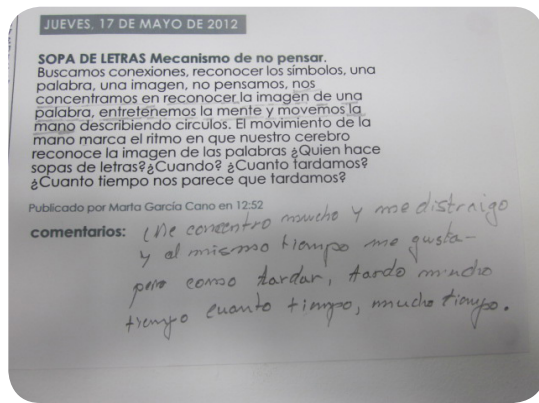 JUEVES, 17 DE MAYO DE 2012
SOPA DE LETRAS Mecanismo de no pensar.
Buscamos conexiones, reconocer los símbolos, una
palabra, una imagen, no pensamos, nos
concentramos en reconocer la imagen de una
palabra, entretenemos la mente y movemos la
mano describiendo círculos. El movimiento de la
mano marca el ritmo en que nuestro cerebro
reconoce la imagen de las palabras ¿Quien hace
sopas de letras?¿Cuando? ¿Cuanto tardamos?
¿Cuanto tiempo nos parece que tardamos?
Publicado por Marta García Cano en 12:52
comentarios: Me concentro mucho y me distraigo
y al mismo tiempo me gusta-
pero como tardar, tardo mucho
tiempo cuanto tiempo, mucho tiempo.